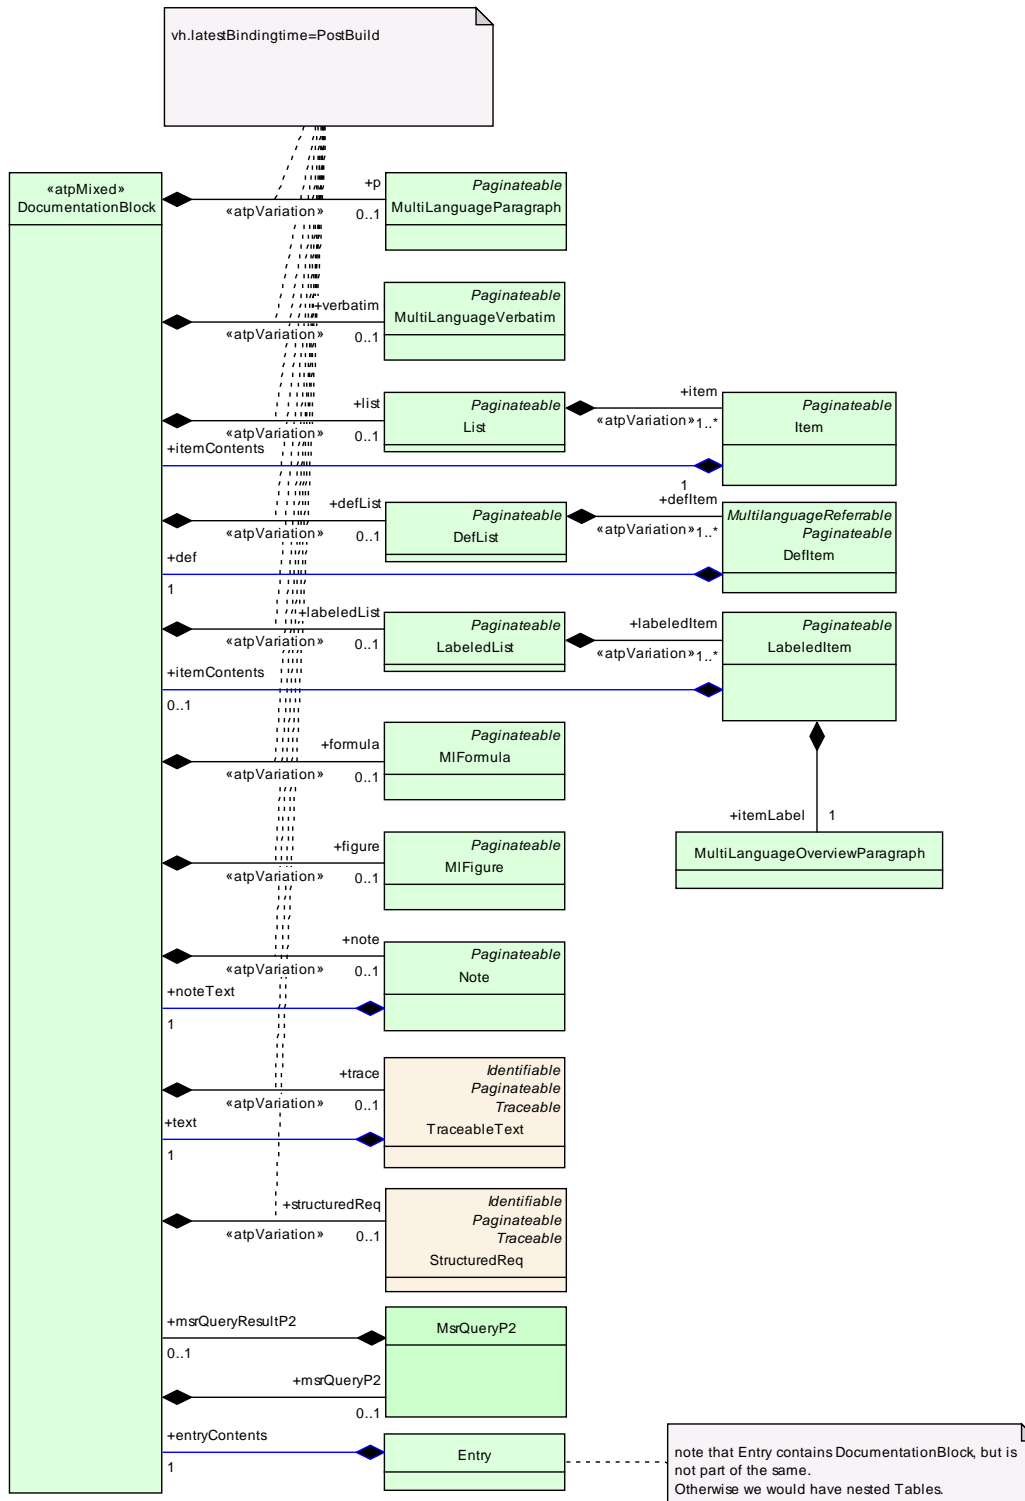 vh.latestBindingtime=PostBuild
«atpMixed»
DocumentationBlock
+p
«atpVariation»
0..1
Paginateable
MultiLanguageParagraph
+verbatim
«atpVariation»
0..1
Paginateable
MultiLanguageVerbatim
+list
«atpVariation»
0..1
Paginateable
List
+item
«atpVariation»
1..*
Paginateable
Item
+itemContents
1
+defList
«atpVariation»
0..1
Paginateable
DefList
+defItem
«atpVariation»
1..*
MultilanguageReferrable
Paginateable
DefItem
+def
1
+labeledList
«atpVariation»
0..1
Paginateable
LabeledList
+labeledItem
«atpVariation»
1..*
Paginateable
LabeledItem
+itemContents
0..1
+formula
«atpVariation»
0..1
Paginateable
MlFormula
+itemLabel
1
MultiLanguageOverviewParagraph
+figure
«atpVariation»
0..1
Paginateable
MlFigure
+note
«atpVariation»
0..1
Paginateable
Note
+noteText
1
+trace
«atpVariation»
0..1
Identifiable
Paginateable
Traceable
TraceableText
+text
1
+structuredReq
«atpVariation»
0..1
Identifiable
Paginateable
Traceable
StructuredReq
+msrQueryResultP2
0..1
MsrQueryP2
+msrQueryP2
0..1
+entryContents
1
Entry
note that Entry contains DocumentationBlock, but is
not part of the same.
Otherwise we would have nested Tables.